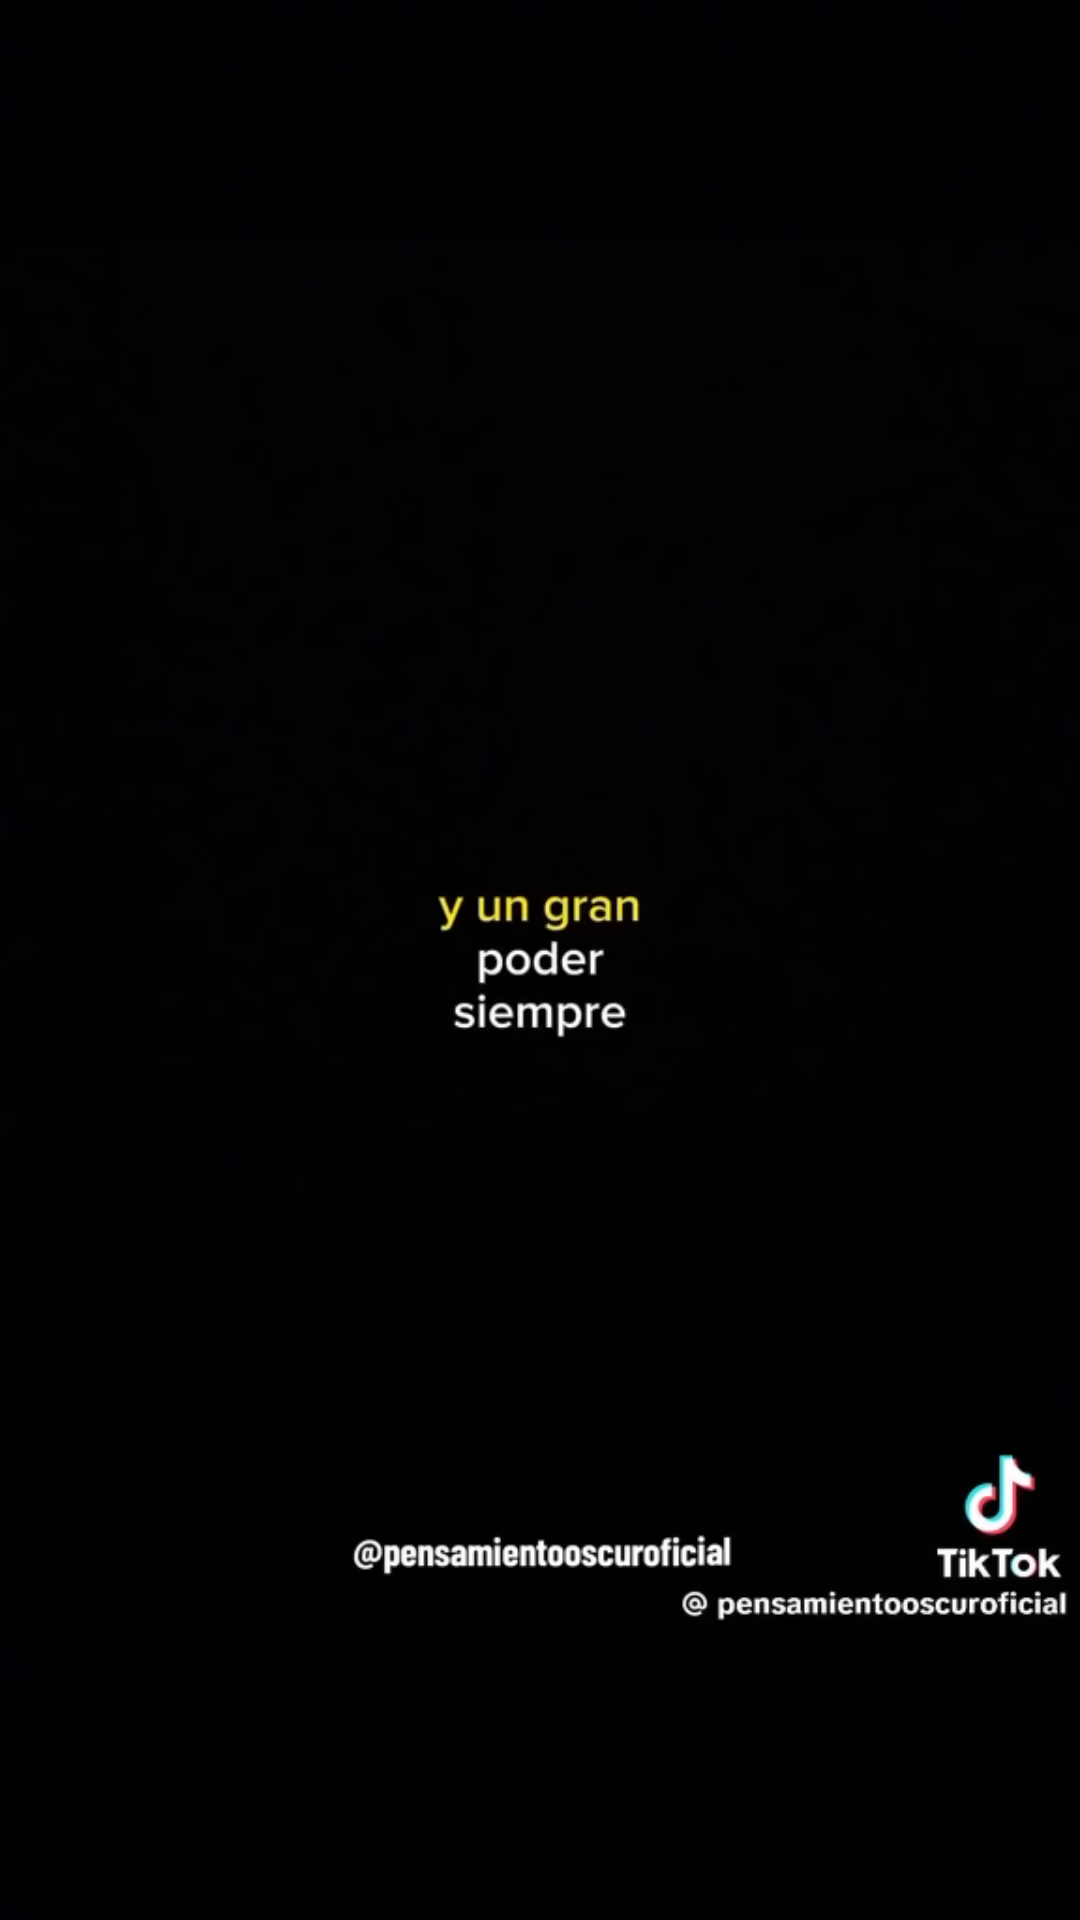 y un gran
poder
siempre
@pensamientooscuroficial
TikTok
@ pensamientooscuroficial